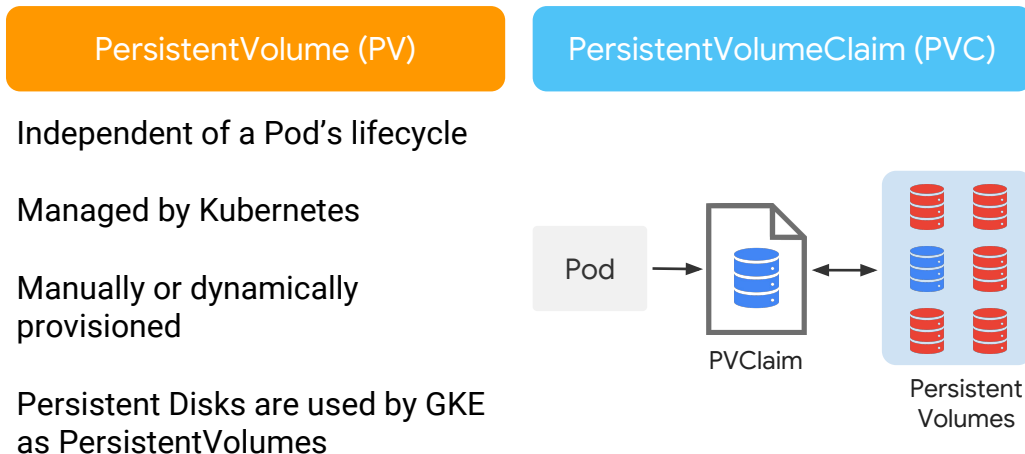 PersistentVolume (PV)
PersistentVolumeClaim (PVC)
Independent of a Pod’s lifecycle
Managed by Kubernetes
Manually or dynamically
provisioned
Persistent Disks are used by GKE
as PersistentVolumes
Pod
PVClaim
Persistent
Volumes